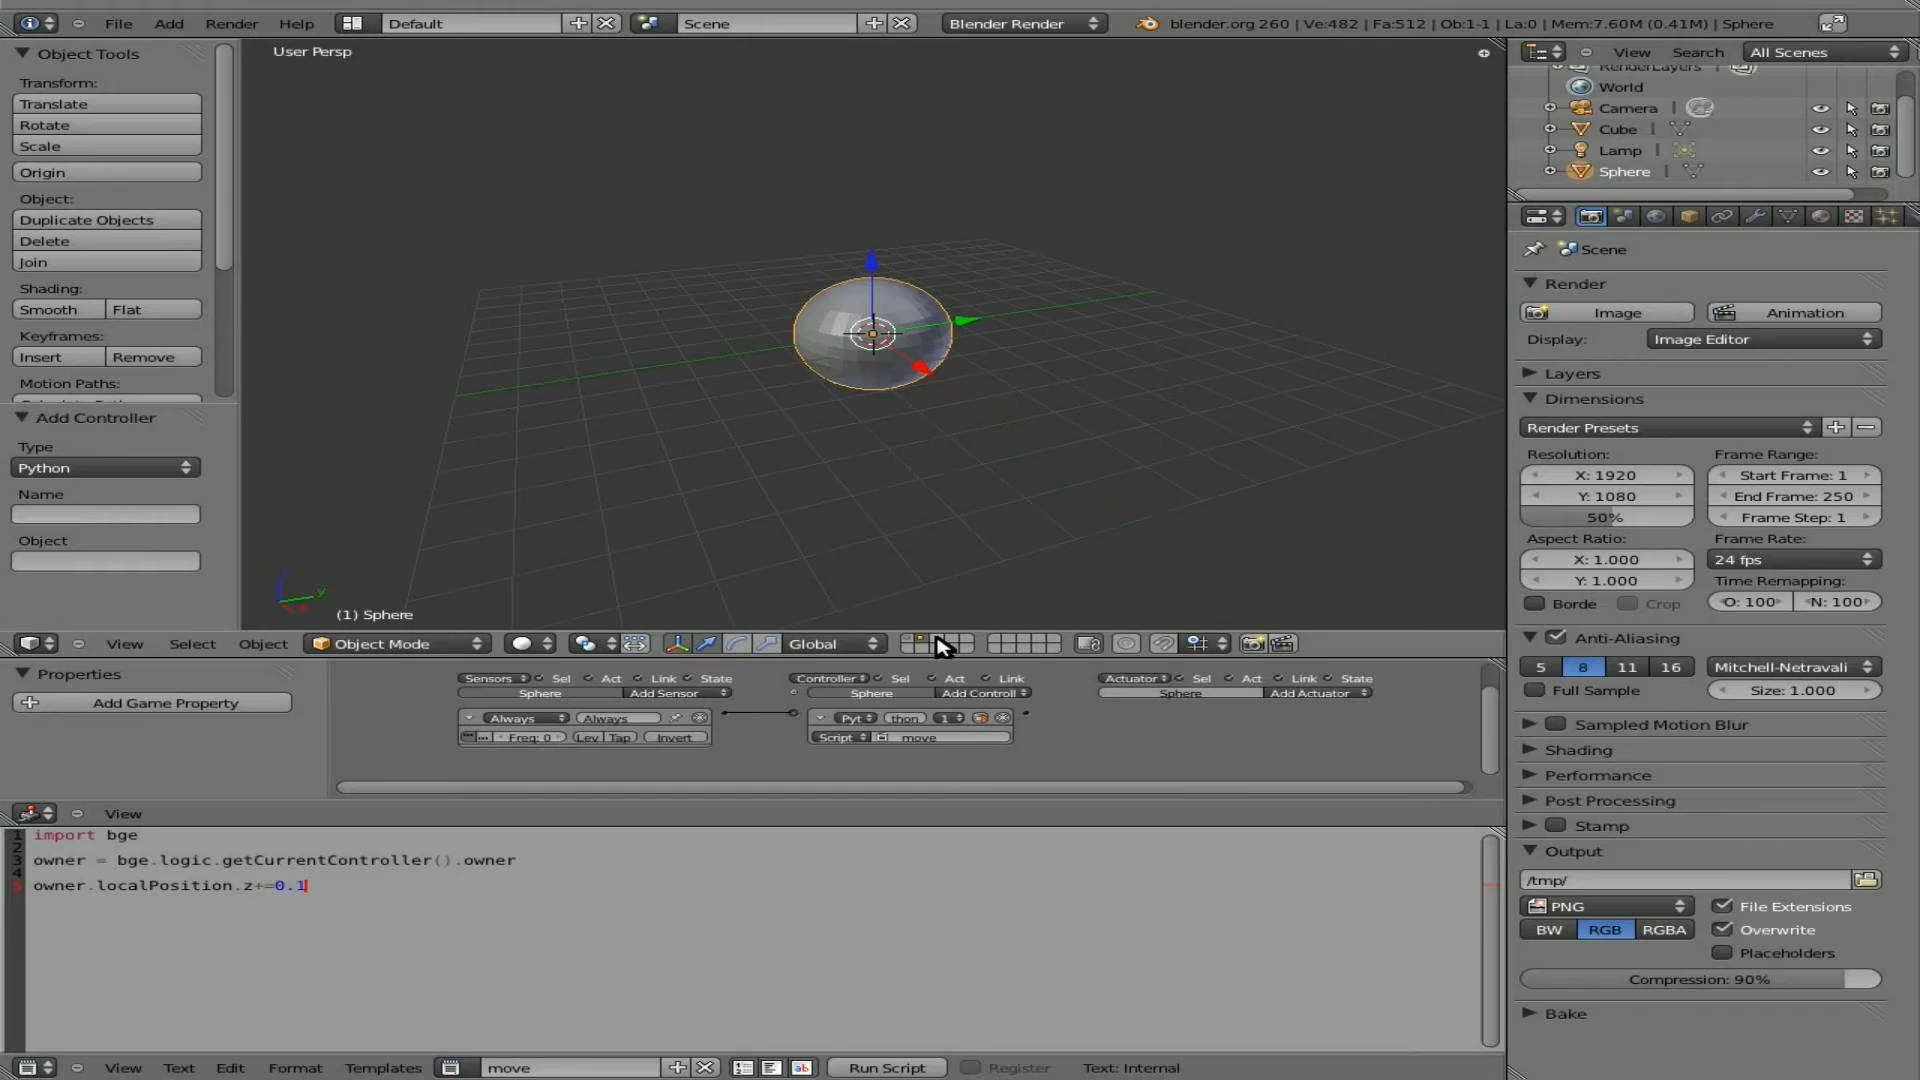 File Add Render Help Default Scene Blender Render blender.org 260 | Ve:482 | Fa:512 | Ob:1-1 | La:0 | Mem:7.60M (0.41M) | Sphere
Object Tools
Transform:
Translate
Rotate
Scale
Origin
Object:
Duplicate Objects
Delete
Join
Shading:
Smooth Flat
Keyframes:
Insert Remove
Motion Paths:
Add Controller
Type
Python
Name
Object
User Persp
y
(1) Sphere
View Select Object Object Mode Global
View Search All Scenes
RenderLayers |
World
Camera |
Cube |
Lamp |
Sphere |
Scene
Render
Image Animation
Display: Image Editor
Layers
Dimensions
Render Presets
Resolution: Frame Range:
X: 1920 Start Frame: 1
Y: 1080 End Frame: 250
50% Frame Step: 1
Aspect Ratio: Frame Rate:
X: 1.000 24 fps
Y: 1.000 Time Remapping:
Borde Crop O: 100 N: 100
Anti-Aliasing
5 8 11 16 Mitchell-Netravali
Full Sample Size: 1.000
Sampled Motion Blur
Shading
Performance
Post Processing
Stamp
Output
/tmp/
PNG File Extensions
BW RGB RGBA Overwrite
Placeholders
Compression: 90%
Bake
Properties
Add Game Property
Sensors Sel Act Link State Controller Sel Act Link Actuator Sel Act Link State
Sphere Add Sensor Sphere Add Controll Sphere Add Actuator
Always Always Pyt thon 1
Freq: 0 Lev Tap Invert Script move
View
1 import bge
2
3 owner = bge.logic.getCurrentController().owner
4
5 owner.localPosition.z+=0.1
View Text Edit Format Templates move Run Script Register Text: Internal